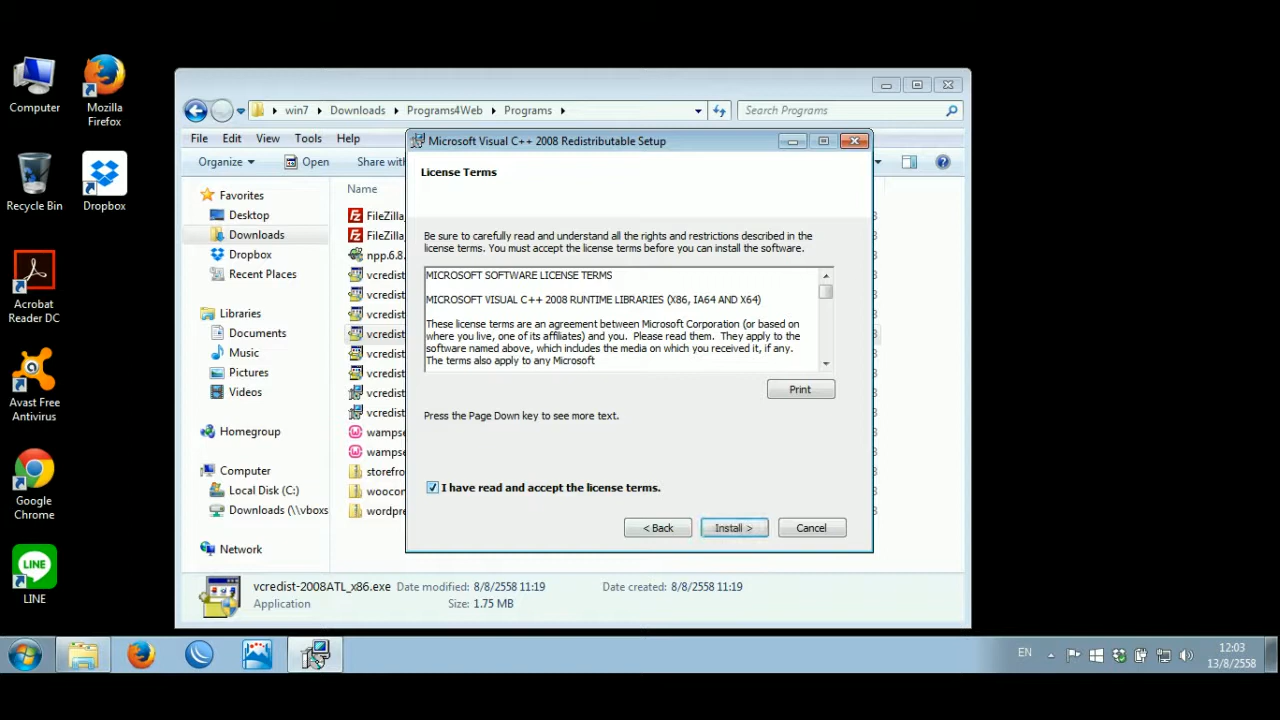 Computer
Mozilla
Firefox
Recycle Bin
Dropbox
Acrobat
Reader DC
Avast Free
Antivirus
Google
Chrome
LINE
LINE
win7
Downloads
Programs4Web
Programs
Search Programs
File Edit View Tools Help
Organize
Open
Share with
Favorites
Desktop
Downloads
Dropbox
Recent Places
Libraries
Documents
Music
Pictures
Videos
Homegroup
Computer
Local Disk (C:)
Downloads (\\vboxs
Network
Name
FileZilla
FileZilla
npp.6.8.
vcredist
vcredist
vcredist
vcredist
vcredist
vcredist
vcredist
vcredist
wampse
wampse
storefro
woocon
wordpre
Microsoft Visual C++ 2008 Redistributable Setup
License Terms
Be sure to carefully read and understand all the rights and restrictions described in the
license terms. You must accept the license terms before you can install the software.
MICROSOFT SOFTWARE LICENSE TERMS
MICROSOFT VISUAL C++ 2008 RUNTIME LIBRARIES (X86, IA64 AND X64)
These license terms are an agreement between Microsoft Corporation (or based on
where you live, one of its affiliates) and you. Please read them. They apply to the
software named above, which includes the media on which you received it, if any.
The terms also apply to any Microsoft
Print
Press the Page Down key to see more text.
I have read and accept the license terms.
< Back
Install >
Cancel
vcredist-2008ATL_x86.exe Date modified: 8/8/2558 11:19 Date created: 8/8/2558 11:19
Application Size: 1.75 MB
EN
12:03
13/8/2558